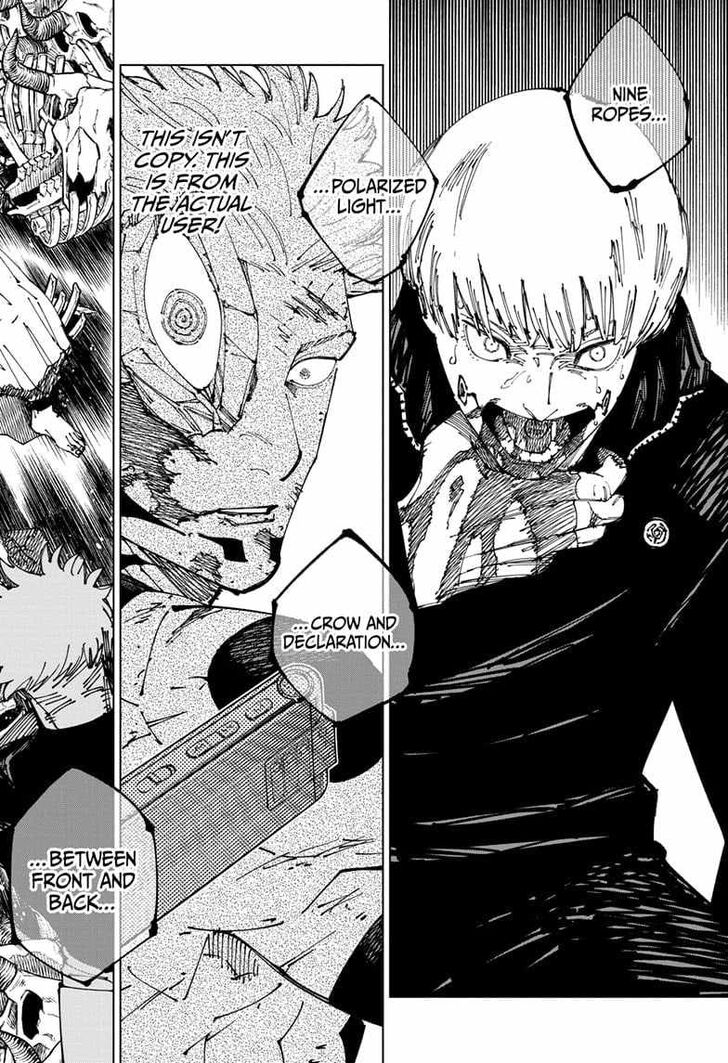 NINE
ROPES...
...POLARIZED
LIGHT...
THIS ISN'T
COPY. THIS
IS FROM
THE ACTUAL
USER!
...CROW AND
DECLARATION...
...BETWEEN
FRONT AND
BACK...